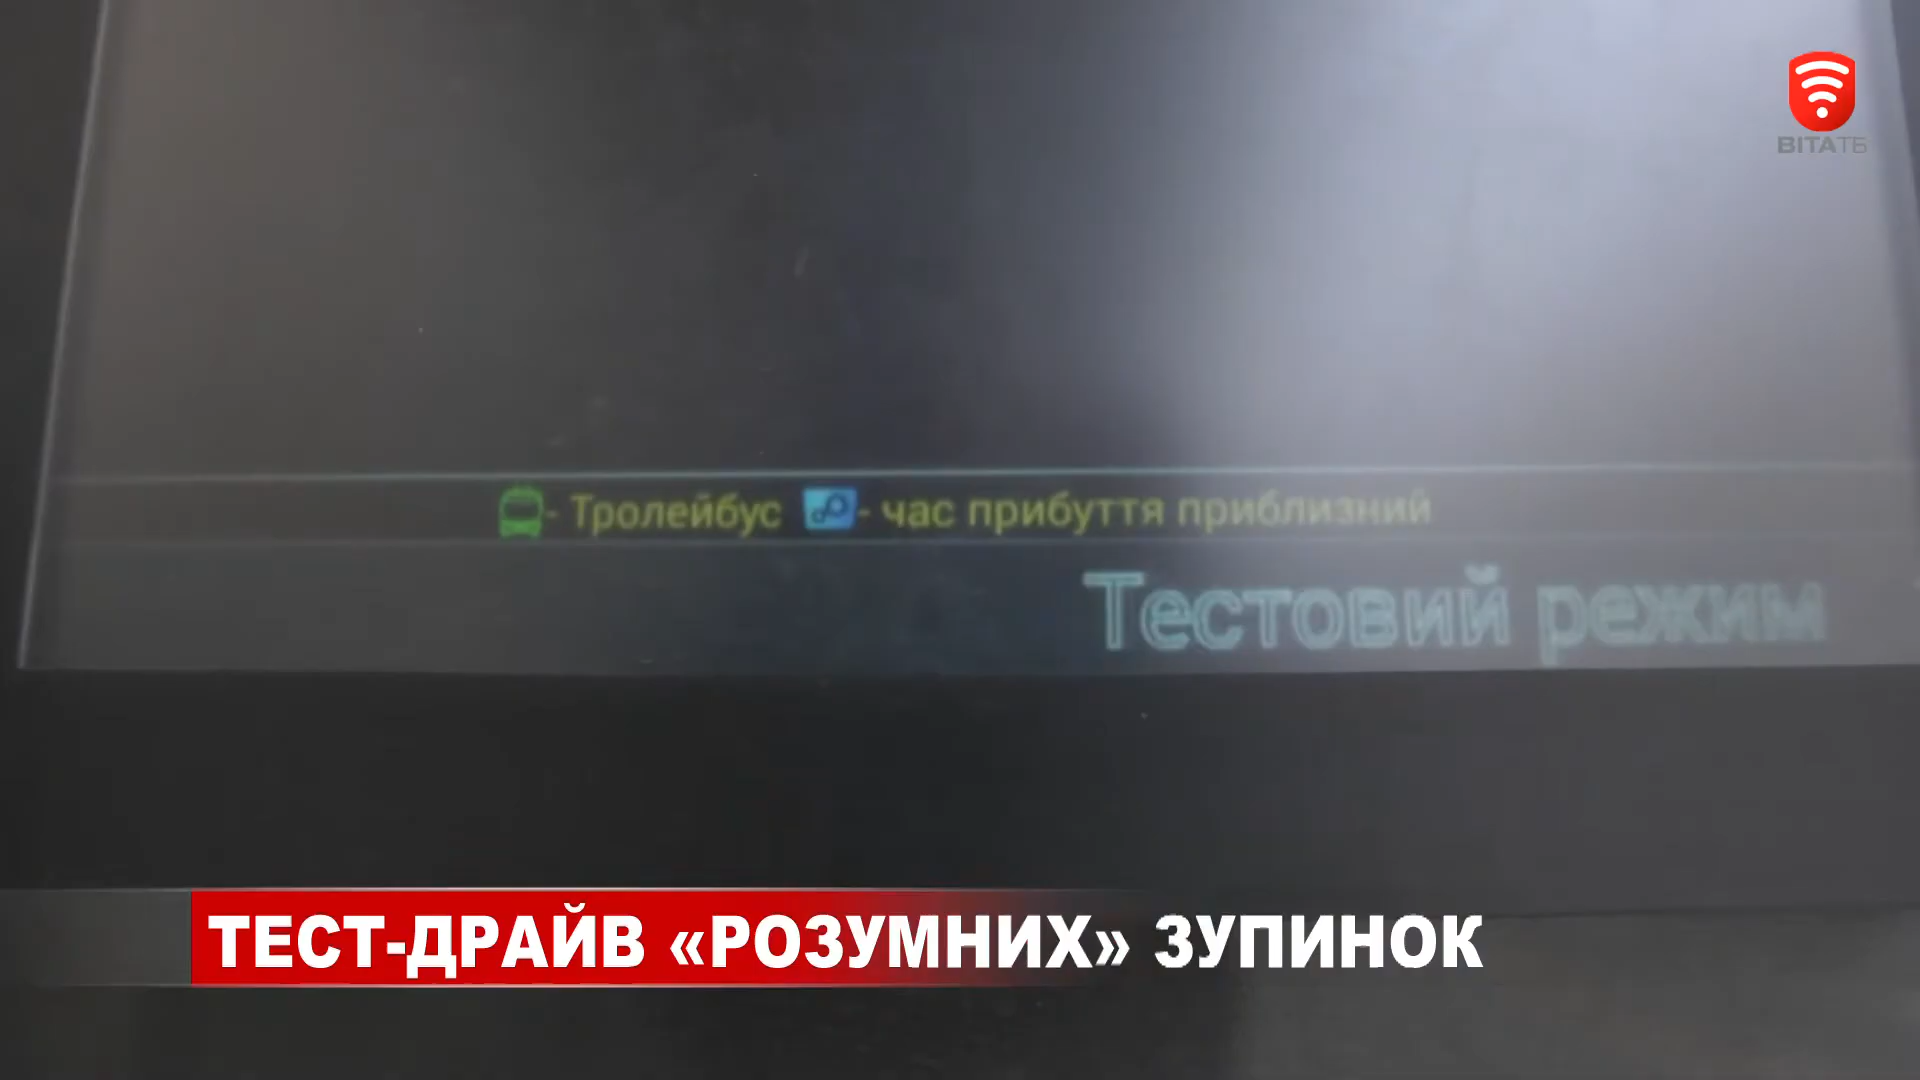 ВІТАТБ
- Тролейбус - час прибуття приблизний
Тестовий режим
ТЕСТ-ДРАЙВ «РОЗУМНИХ» ЗУПИНОК